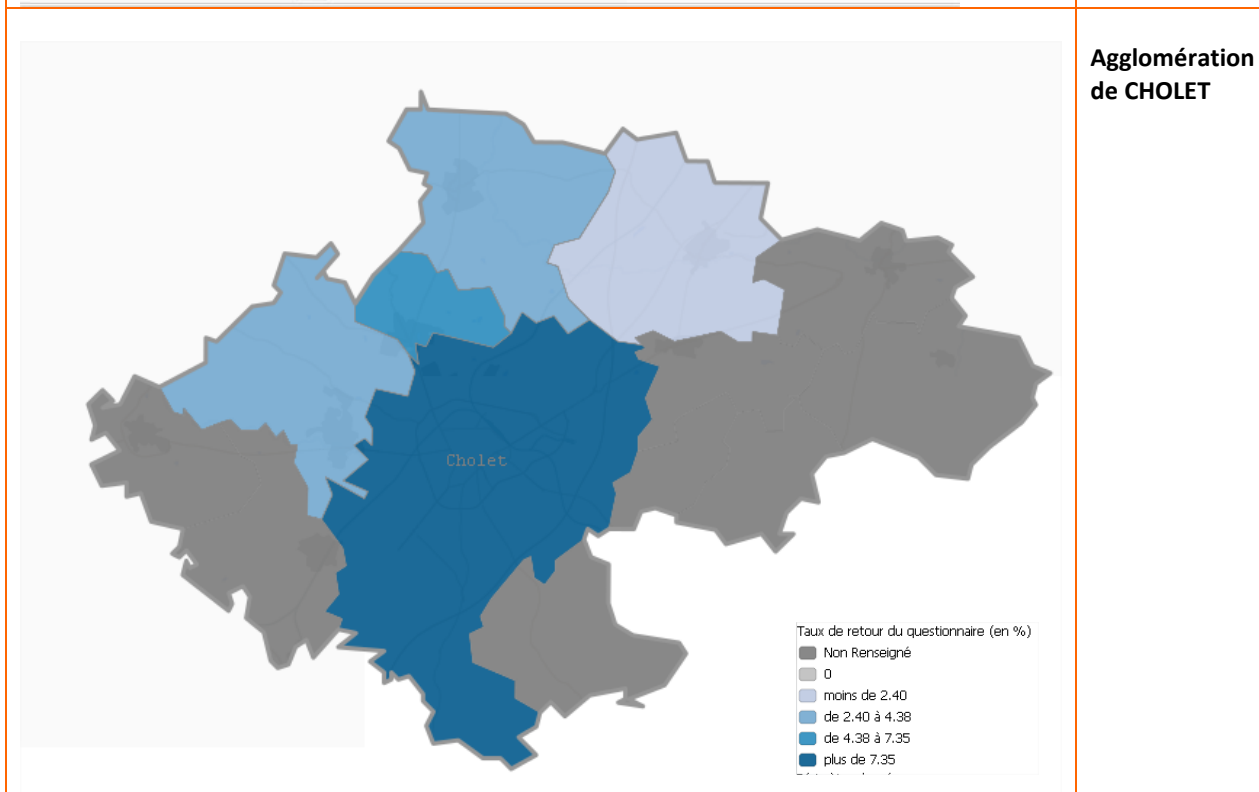 Agglomération
de CHOLET
Cholet
Taux de retour du questionnaire (en %)
Non Renseigné
0
moins de 2.40
de 2.40 à 4.38
de 4.38 à 7.35
plus de 7.35